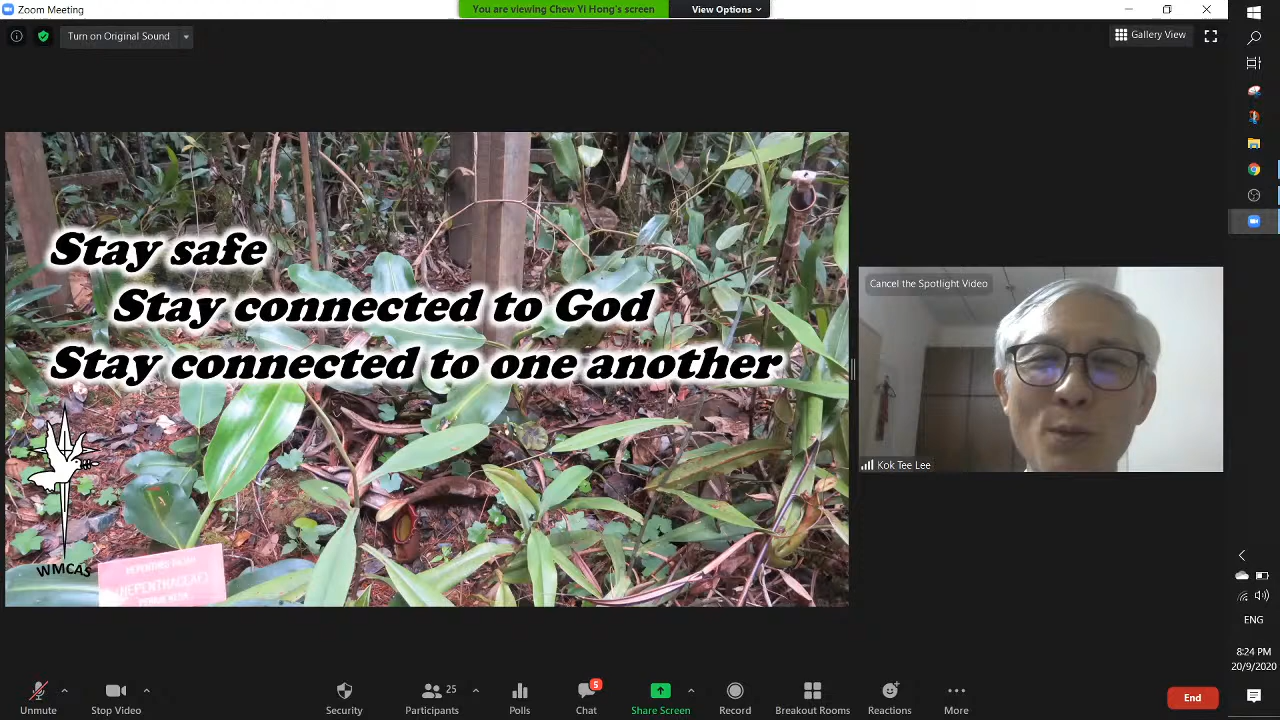 Zoom Meeting
You are viewing Chew Yi Hong's screen
View Options
Turn on Original Sound
Gallery View
Stay safe
Stay connected to God
Stay connected to one another
Cancel the Spotlight Video
Kok Tee Lee
WMCAS
ENG
8:24 PM
20/9/2020
Unmute
Stop Video
Security
Participants
25
Polls
Chat
5
Share Screen
Record
Breakout Rooms
Reactions
More
End